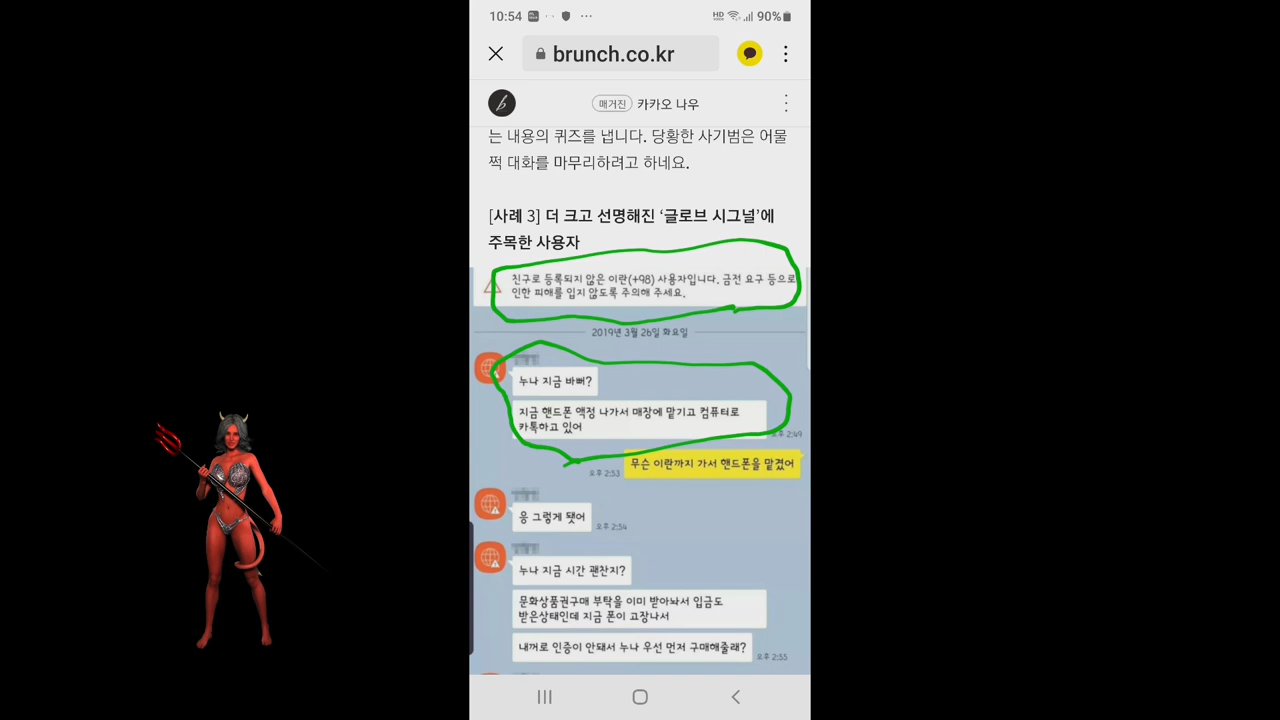 10:54
HD
90%
brunch.co.kr
매거진 카카오 나우
는 내용의 퀴즈를 냅니다. 당황한 사기범은 어물
쩍 대화를 마무리하려고 하네요.
[사례 3] 더 크고 선명해진 ‘글로브 시그널’에
주목한 사용자
친구로 등록되지 않은 이란(+98) 사용자입니다. 금전 요구 등으로
인한 피해를 입지 않도록 주의해 주세요.
2019년 3월 26일 화요일
누나 지금 바뻐?
지금 핸드폰 액정 나가서 매장에 맡기고 컴퓨터로
카톡하고 있어
오후 2:49
무슨 이란까지 가서 핸드폰을 맡겼어
오후 2:53
응 그렇게 됏어
오후 2:54
누나 지금 시간 괜찬지?
문화상품권구매 부탁을 이미 받아놔서 입금도
받은상태인데 지금 폰이 고장나서
내꺼로 인증이 안돼서 누나 우선 먼저 구매해줄래?
오후 2:55